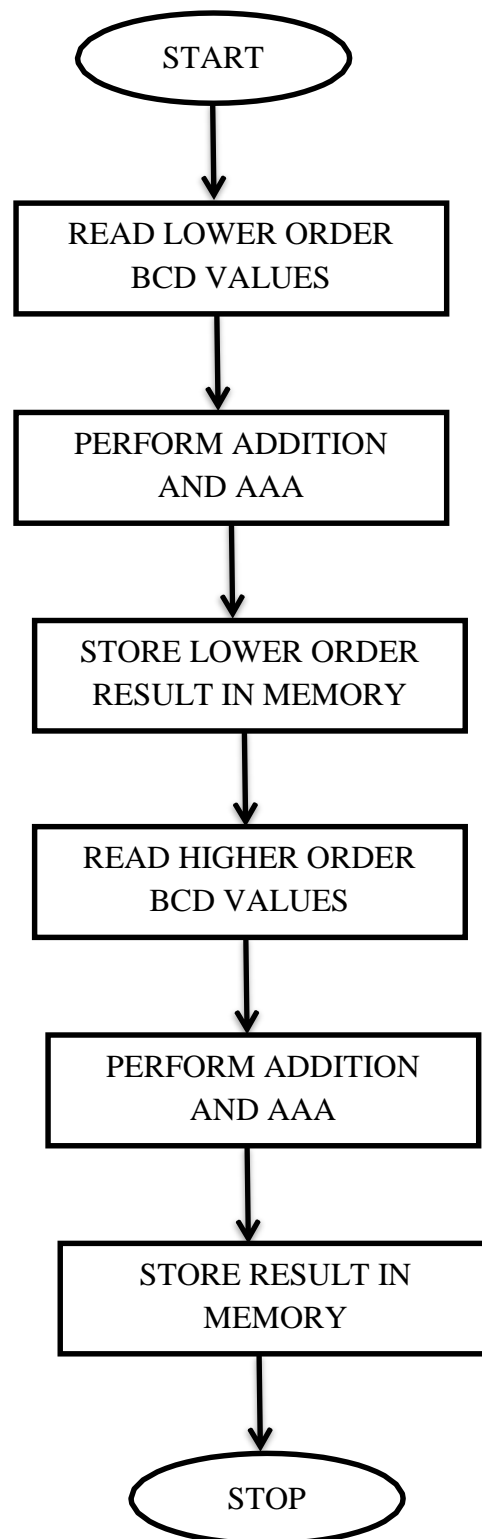 START
READ LOWER ORDER
BCD VALUES
PERFORM ADDITION
AND AAA
STORE LOWER ORDER
RESULT IN MEMORY
READ HIGHER ORDER
BCD VALUES
PERFORM ADDITION
AND AAA
STORE RESULT IN
MEMORY
STOP